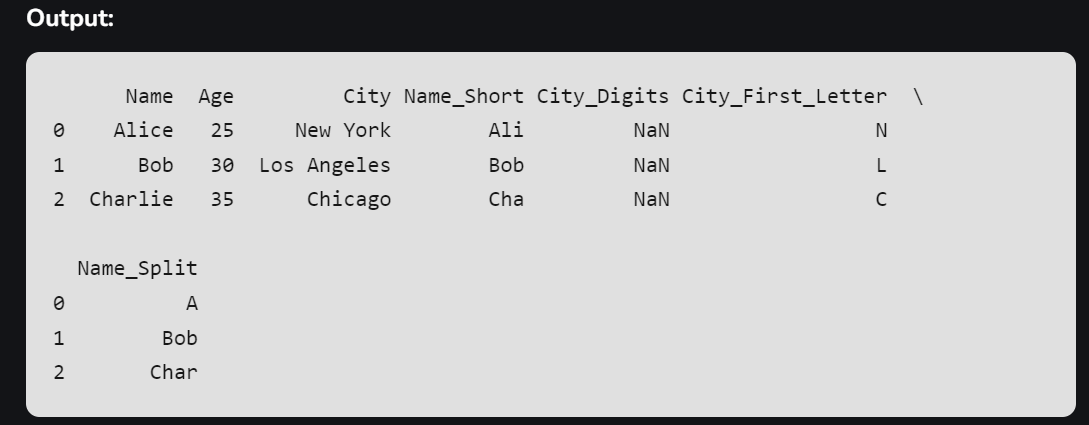 Output:
Name Age City Name_Short City_Digits City_First_Letter \
0 Alice 25 New York Ali NaN N
1 Bob 30 Los Angeles Bob NaN L
2 Charlie 35 Chicago Cha NaN C
Name_Split
0 A
1 Bob
2 Char